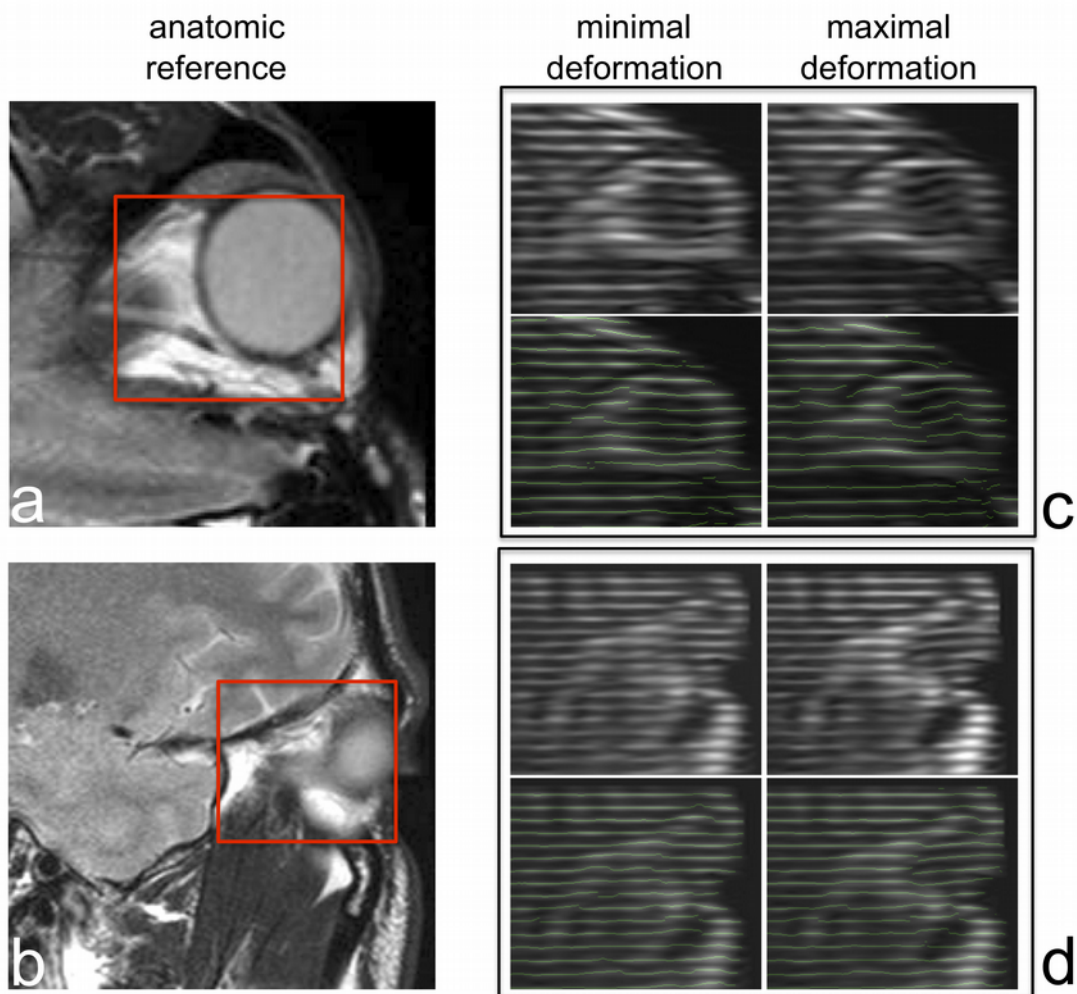 anatomic
reference
minimal
deformation
maximal
deformation
a
c
b
d